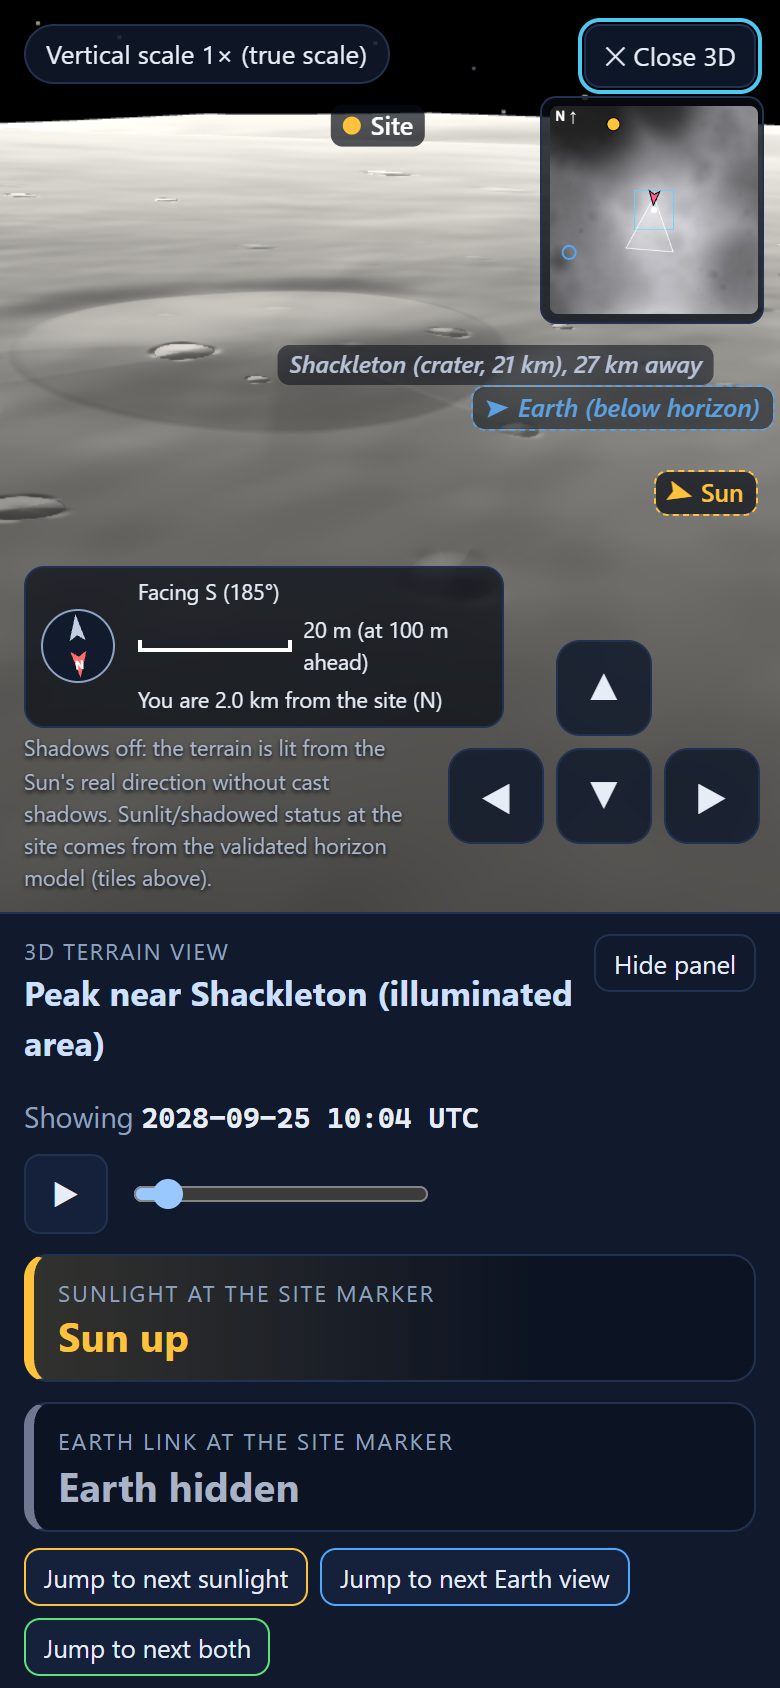 Vertical scale 1× (true scale)
✕ Close 3D
Site
N ↑
Shackleton (crater, 21 km), 27 km away
➤ Earth (below horizon)
➤ Sun
Facing S (185°)
20 m (at 100 m
ahead)
N
You are 2.0 km from the site (N)
Shadows off: the terrain is lit from the
Sun's real direction without cast
shadows. Sunlit/shadowed status at the
site comes from the validated horizon
model (tiles above).
3D TERRAIN VIEW
Hide panel
Peak near Shackleton (illuminated
area)
Showing 2028-09-25 10:04 UTC
SUNLIGHT AT THE SITE MARKER
Sun up
EARTH LINK AT THE SITE MARKER
Earth hidden
Jump to next sunlight
Jump to next Earth view
Jump to next both